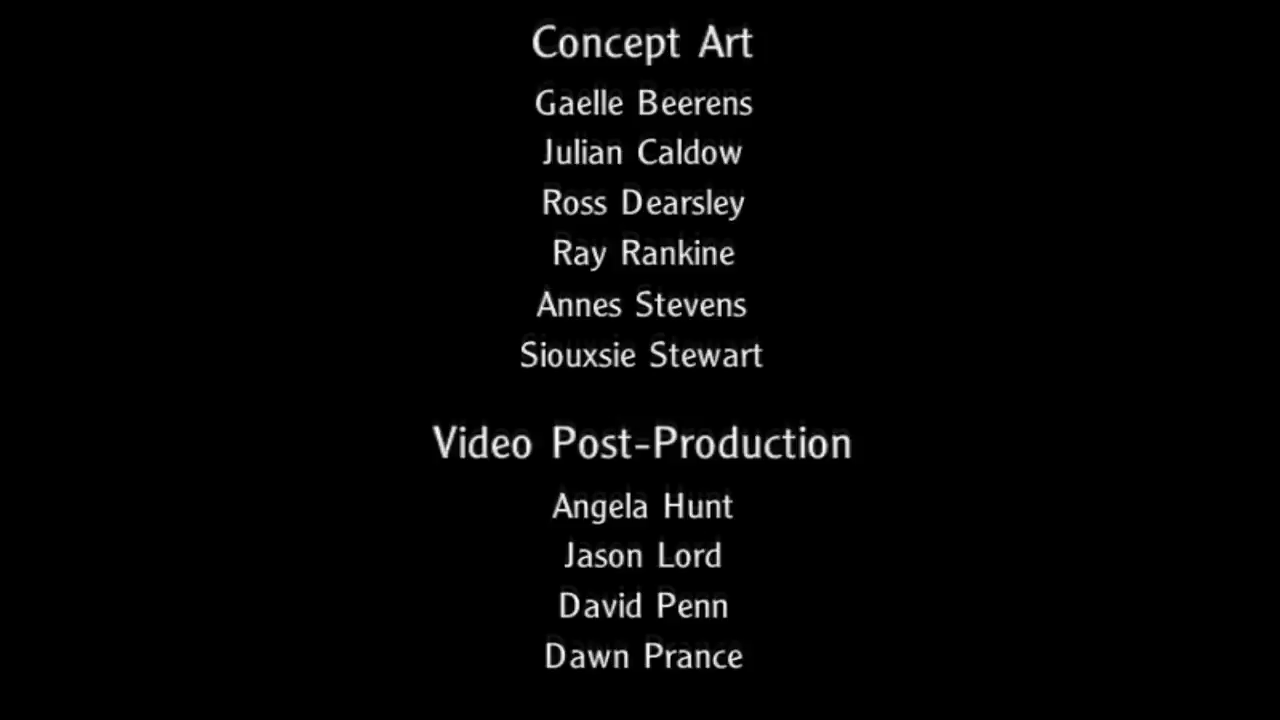 Concept Art
Gaelle Beerens
Julian Caldow
Ross Dearsley
Ray Rankine
Annes Stevens
Siouxsie Stewart
Video Post-Production
Angela Hunt
Jason Lord
David Penn
Dawn Prance